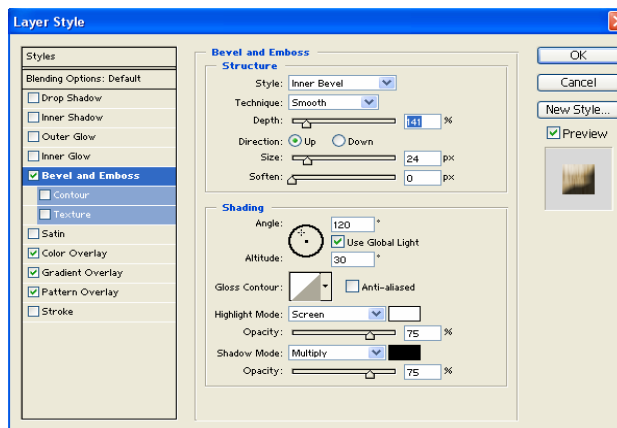 Layer Style
Styles
Blending Options: Default
Drop Shadow
Inner Shadow
Outer Glow
Inner Glow
Bevel and Emboss
Contour
Texture
Satin
Color Overlay
Gradient Overlay
Pattern Overlay
Stroke
Bevel and Emboss
Structure
Style: Inner Bevel
Technique: Smooth
Depth: 141 %
Direction: Up Down
Size: 24 px
Soften: 0 px
Shading
Angle: 120 °
Use Global Light
Altitude: 30 °
Gloss Contour: Anti-aliased
Highlight Mode: Screen
Opacity: 75 %
Shadow Mode: Multiply
Opacity: 75 %
OK
Cancel
New Style...
Preview